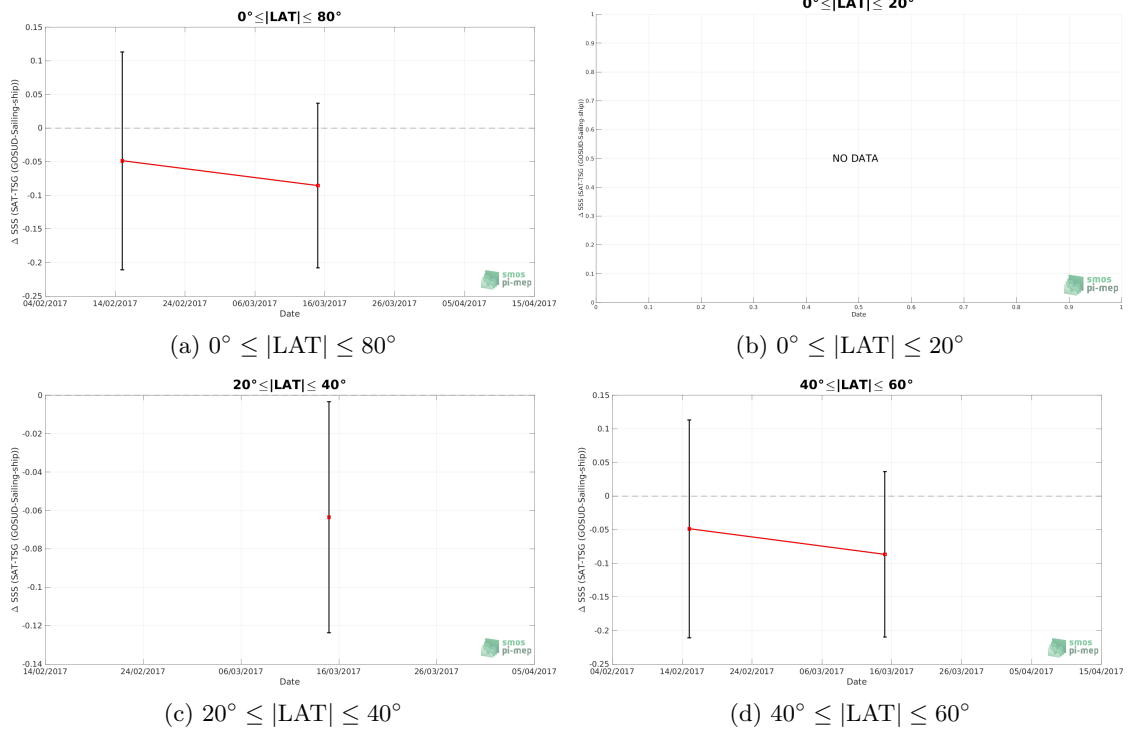 0°≤|LAT|≤ 80°
0.15
0.1
0.05
0
-0.05
-0.1
-0.15
-0.2
-0.25
Δ SSS (SAT-TSG (GOSUD-Sailing-ship))
04/02/2017 14/02/2017 24/02/2017 06/03/2017 16/03/2017 26/03/2017 05/04/2017 15/04/2017
Date
smos
pi-mep
(a) 0° ≤ |LAT| ≤ 80°
0°≤|LAT|≤ 20°
1
0.9
0.8
0.7
0.6
0.5
0.4
0.3
0.2
0.1
0
Δ SSS (SAT-TSG (GOSUD-Sailing-ship))
NO DATA
0 0.1 0.2 0.3 0.4 0.5 0.6 0.7 0.8 0.9 1
Date
smos
pi-mep
(b) 0° ≤ |LAT| ≤ 20°
20°≤|LAT|≤ 40°
0
-0.02
-0.04
-0.06
-0.08
-0.1
-0.12
-0.14
Δ SSS (SAT-TSG (GOSUD-Sailing-ship))
14/02/2017 24/02/2017 06/03/2017 16/03/2017 26/03/2017 05/04/2017
Date
smos
pi-mep
(c) 20° ≤ |LAT| ≤ 40°
40°≤|LAT|≤ 60°
0.15
0.1
0.05
0
-0.05
-0.1
-0.15
-0.2
-0.25
Δ SSS (SAT-TSG (GOSUD-Sailing-ship))
04/02/2017 14/02/2017 24/02/2017 06/03/2017 16/03/2017 26/03/2017 05/04/2017 15/04/2017
Date
smos
pi-mep
(d) 40° ≤ |LAT| ≤ 60°